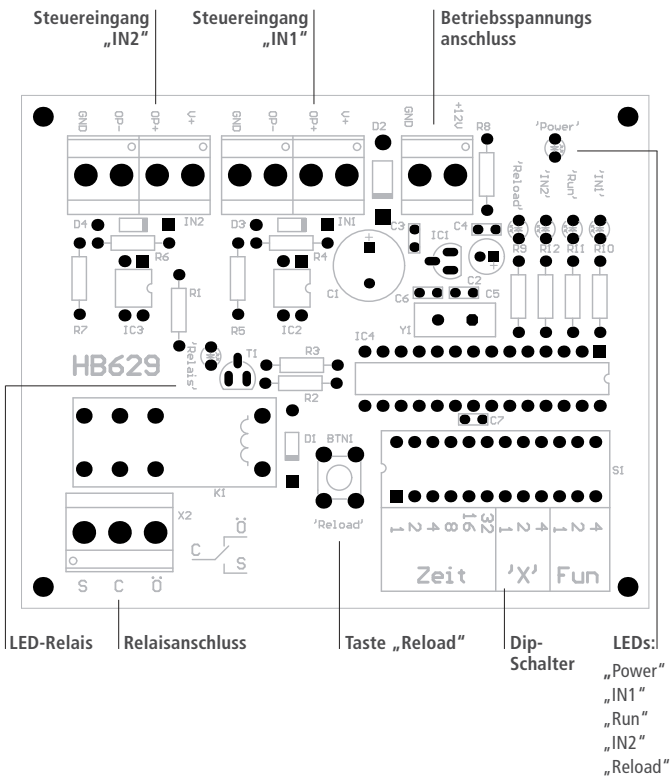 Steuereingang
„IN2"
Steuereingang
„IN1"
Betriebsspannungs
anschluss
GND
OP-
OP+
V+
GND
OP-
OP+
V+
D2
GND
+12V
R8
'Power'
'Reload'
'IN2'
'Run'
'IN1'
D4
IN2
D3
IN1
C3
IC1
C4
R6
R4
R9
R12
R11
R10
R1
C1
C6
C2
C5
R7
IC3
R5
IC2
Y1
IC4
HB629
'Relais'
T1
R3
R2
C7
D1
BTN1
S1
K1
X2
Ö
C
S
'Reload'
1
2
4
8
16
32
1
2
4
1
2
4
Zeit
'X'
Fun
S
C
Ö
LED-Relais
Relaisanschluss
Taste „Reload"
Dip-
Schalter
LEDs:
„Power"
„IN1"
„Run"
„IN2"
„Reload"